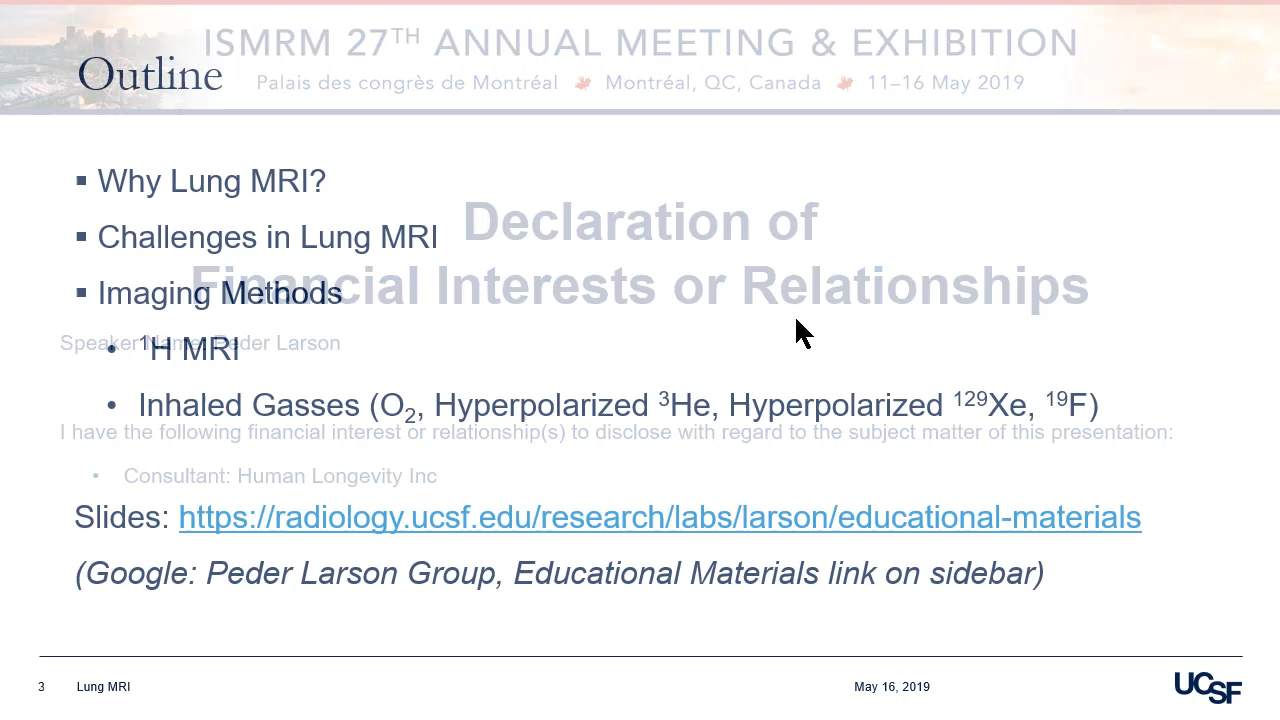 ISMRM 27TH ANNUAL MEETING & EXHIBITION
Outline
Palais des congrès de Montréal Montréal, QC, Canada 11–16 May 2019
▪ Why Lung MRI?
Declaration of
▪ Challenges in Lung MRI
Financial Interests or Relationships
▪ Imaging Methods
Speaker Name: Peder Larson
• ¹H MRI
• Inhaled Gasses (O₂, Hyperpolarized ³He, Hyperpolarized ¹²⁹Xe, ¹⁹F)
I have the following financial interest or relationship(s) to disclose with regard to the subject matter of this presentation:
• Consultant: Human Longevity Inc
Slides: https://radiology.ucsf.edu/research/labs/larson/educational-materials
(Google: Peder Larson Group, Educational Materials link on sidebar)
3 Lung MRI May 16, 2019 UCSF